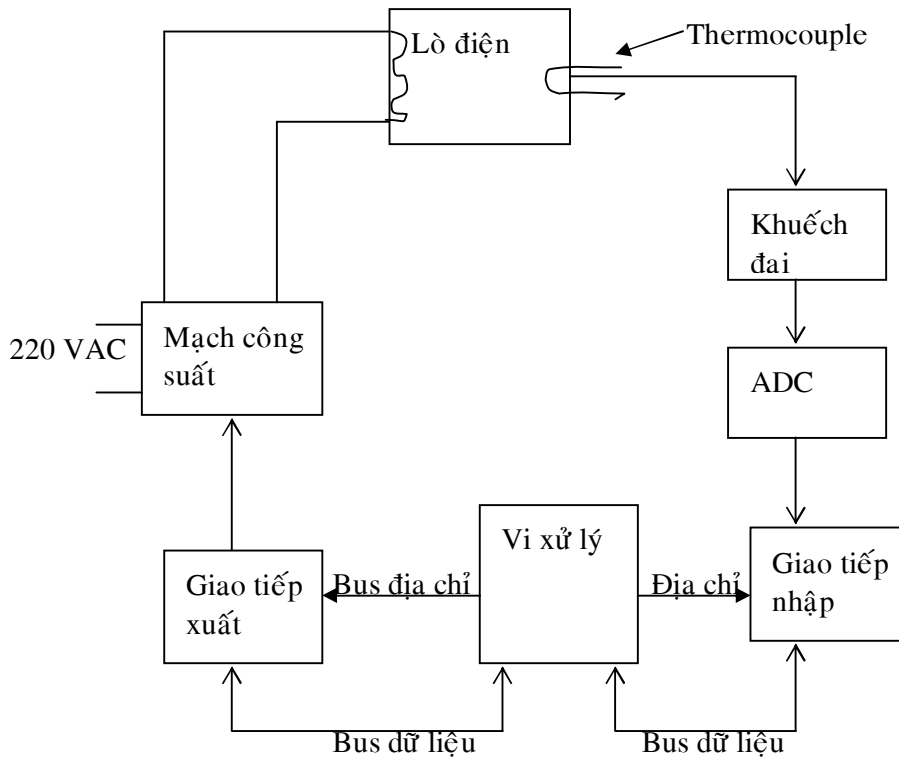 Lò điện
Thermocouple
Khuếch
đai
220 VAC
Mạch công
suất
ADC
Vi xử lý
Giao tiếp
xuất
Bus địa chỉ
Địa chỉ
Giao tiếp
nhập
Bus dữ liệu
Bus dữ liệu